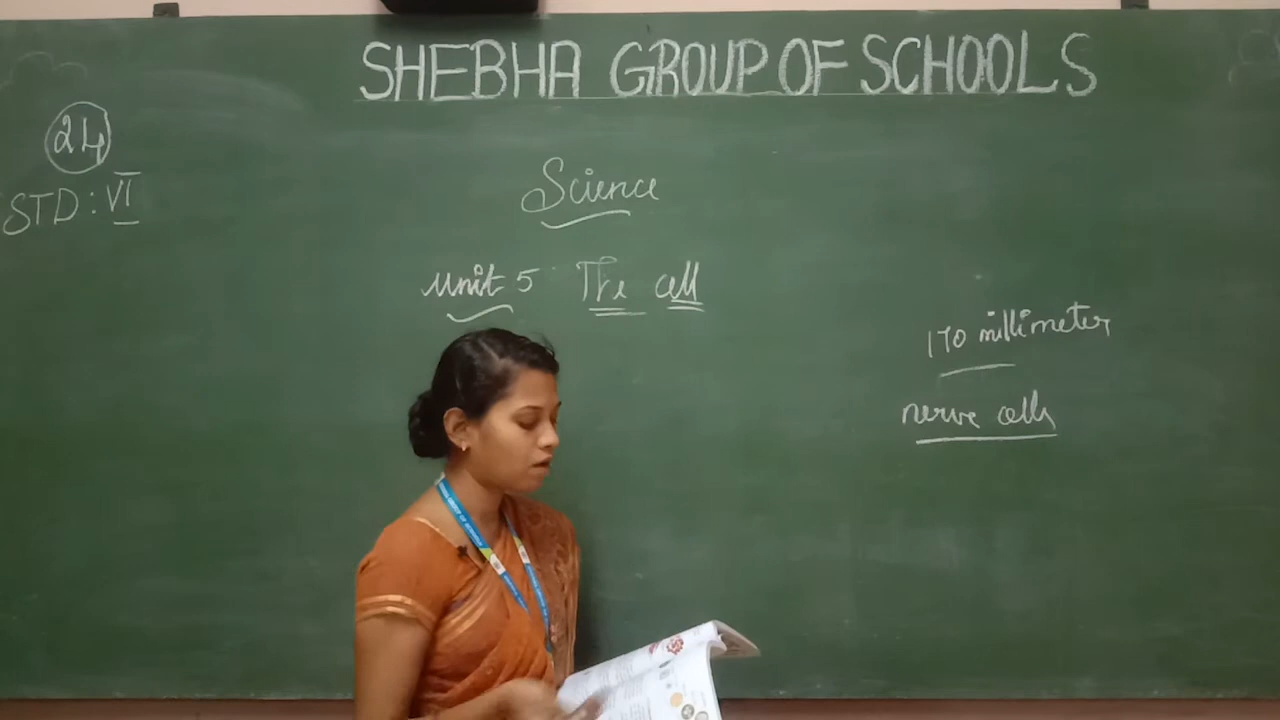 SHEBHA GROUP OF SCHOOLS
24
STD : VI
Science
Unit 5 The cell
170 millimeter
nerve cells